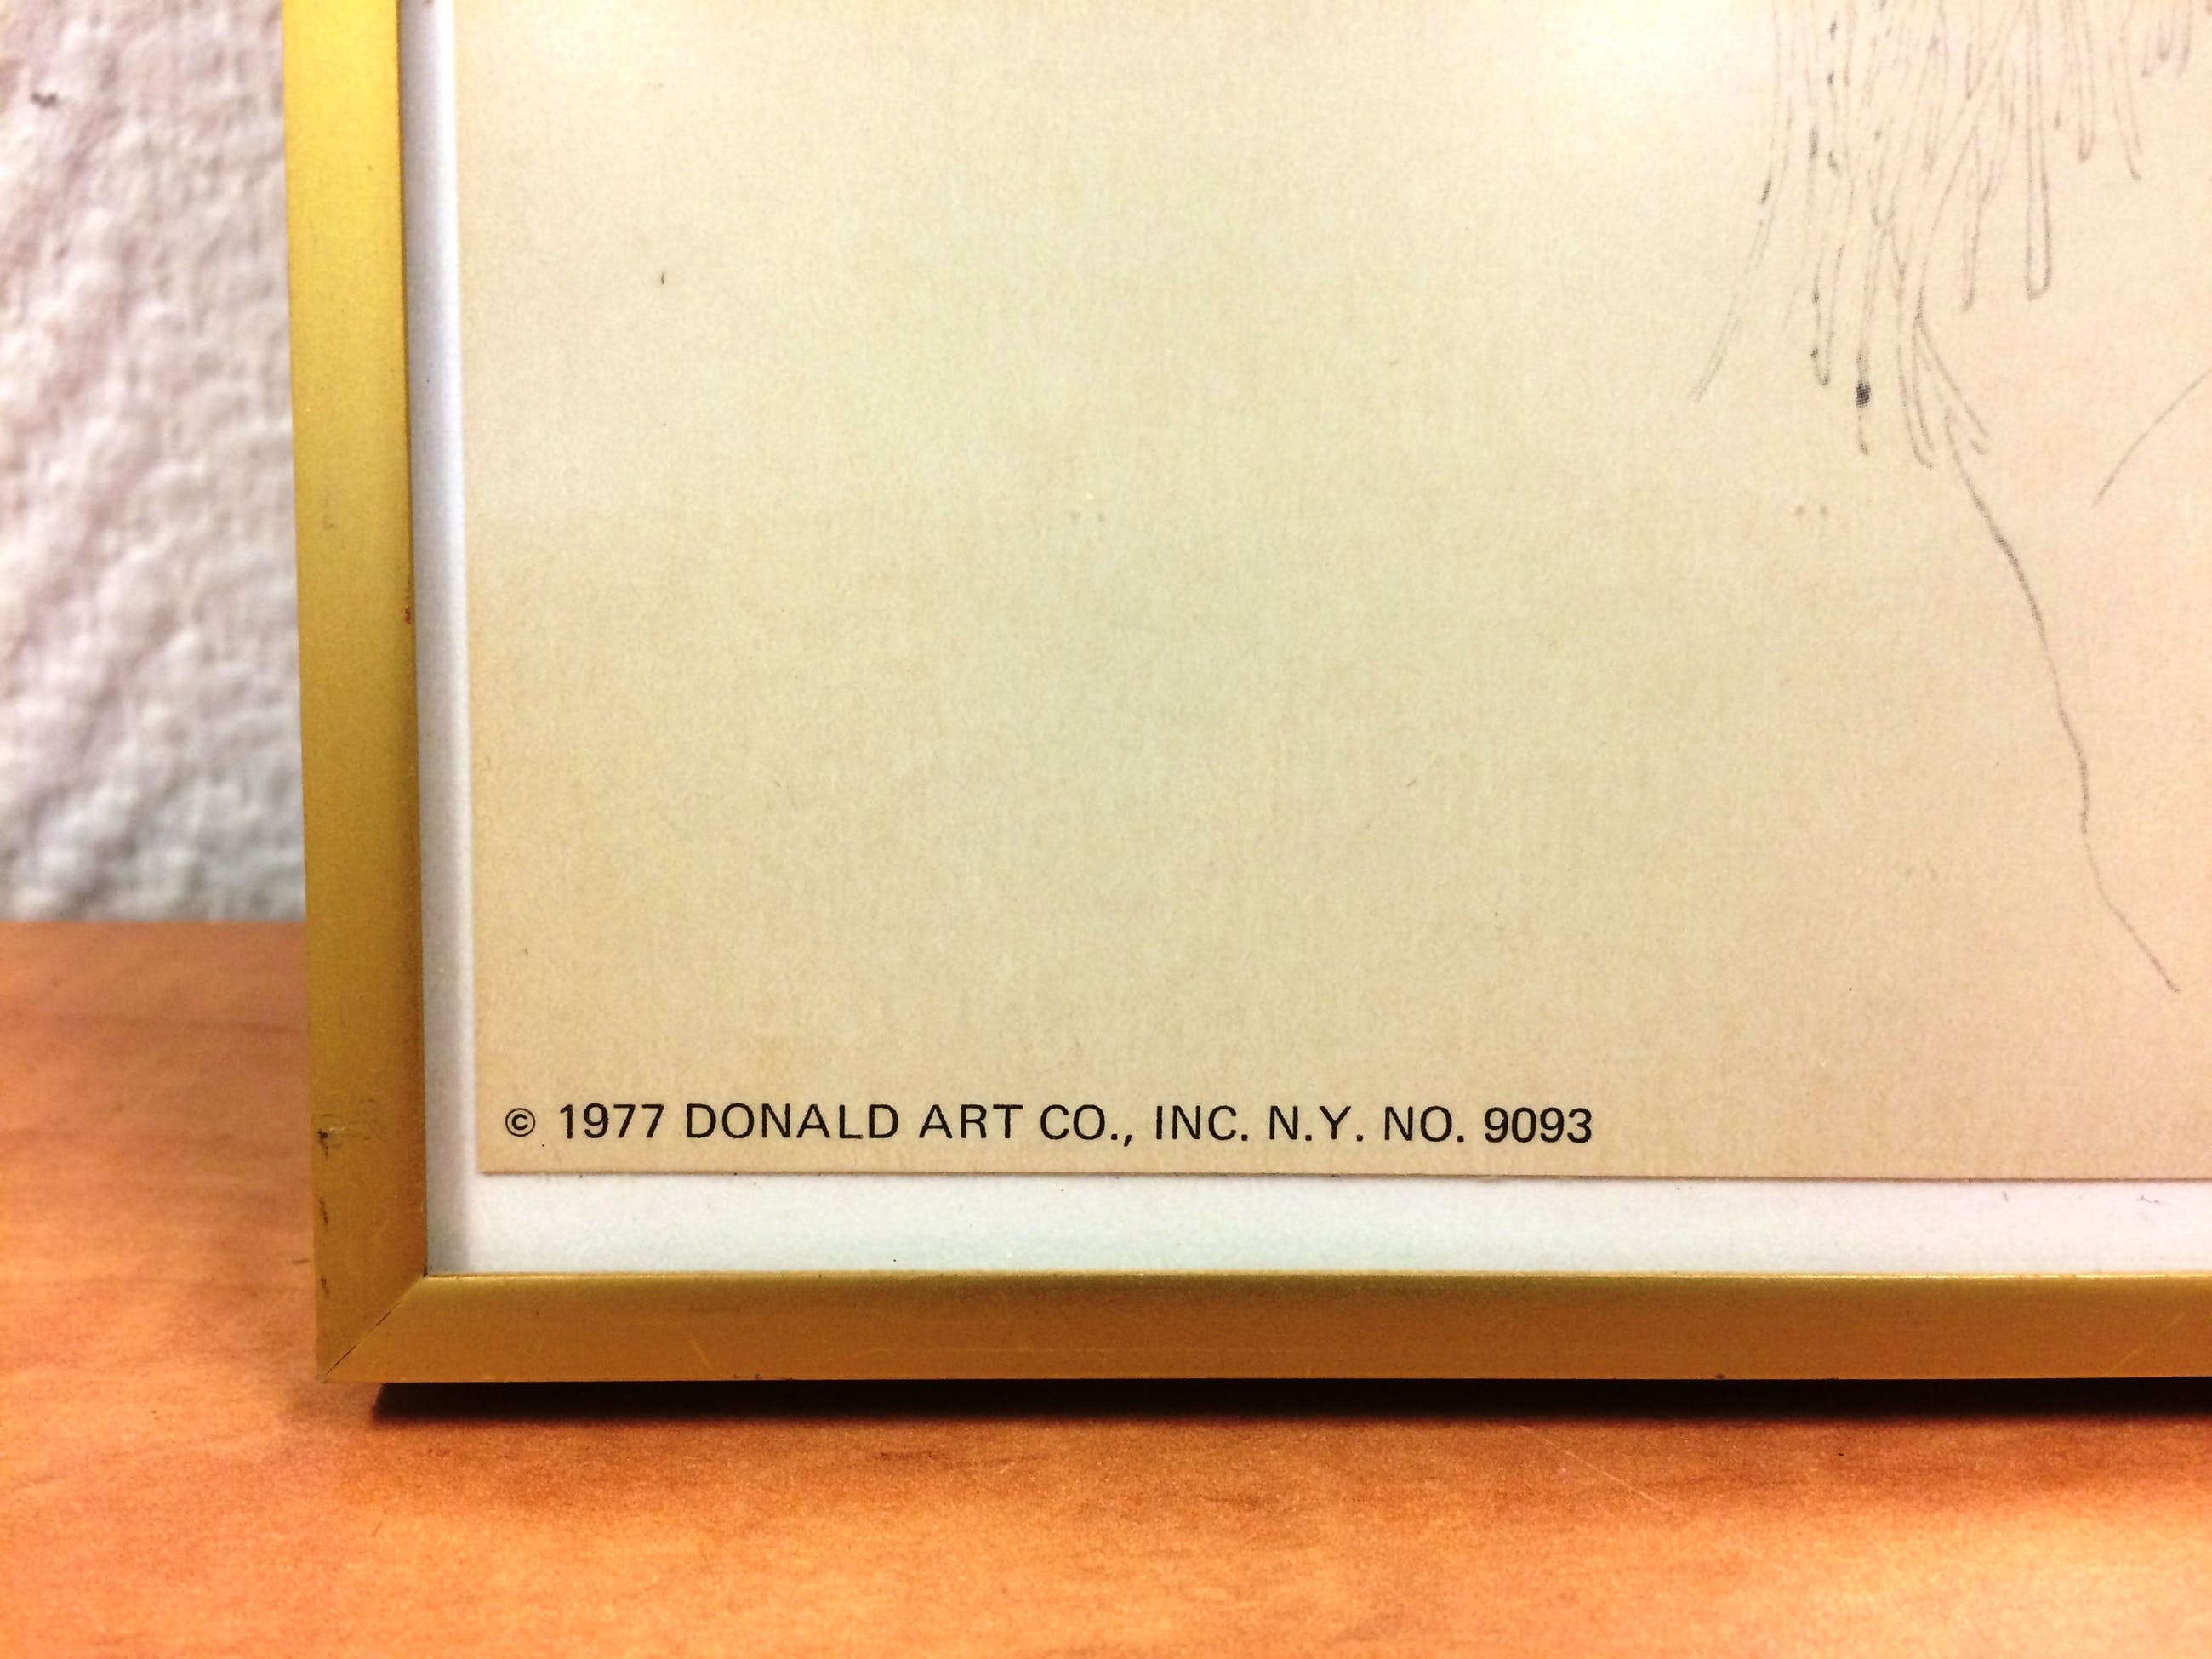 © 1977 DONALD ART CO., INC. N.Y. NO. 9093